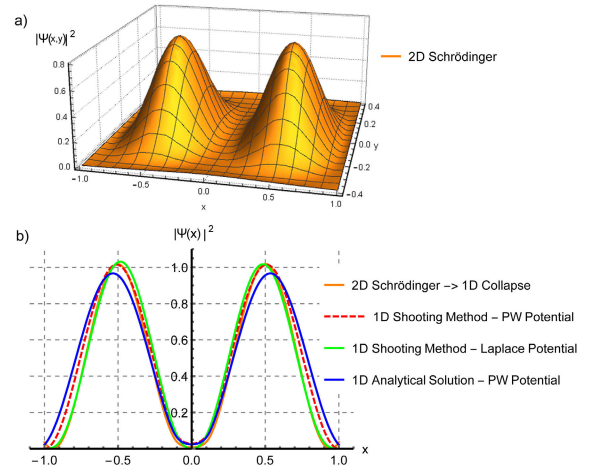 a)
|Ψ(x,y)|²
2D Schrödinger
0.8
0.6
0.4
0.2
0.0
-1.0
-0.5
0.0
0.5
1.0
x
0.4
0.2
0.0
y
-0.2
-0.4
b)
|Ψ(x) |²
1.0
0.8
0.6
0.4
0.2
2D Schrödinger -> 1D Collapse
1D Shooting Method – PW Potential
1D Shooting Method – Laplace Potential
1D Analytical Solution – PW Potential
-1.0
-0.5
0.0
0.5
1.0
x